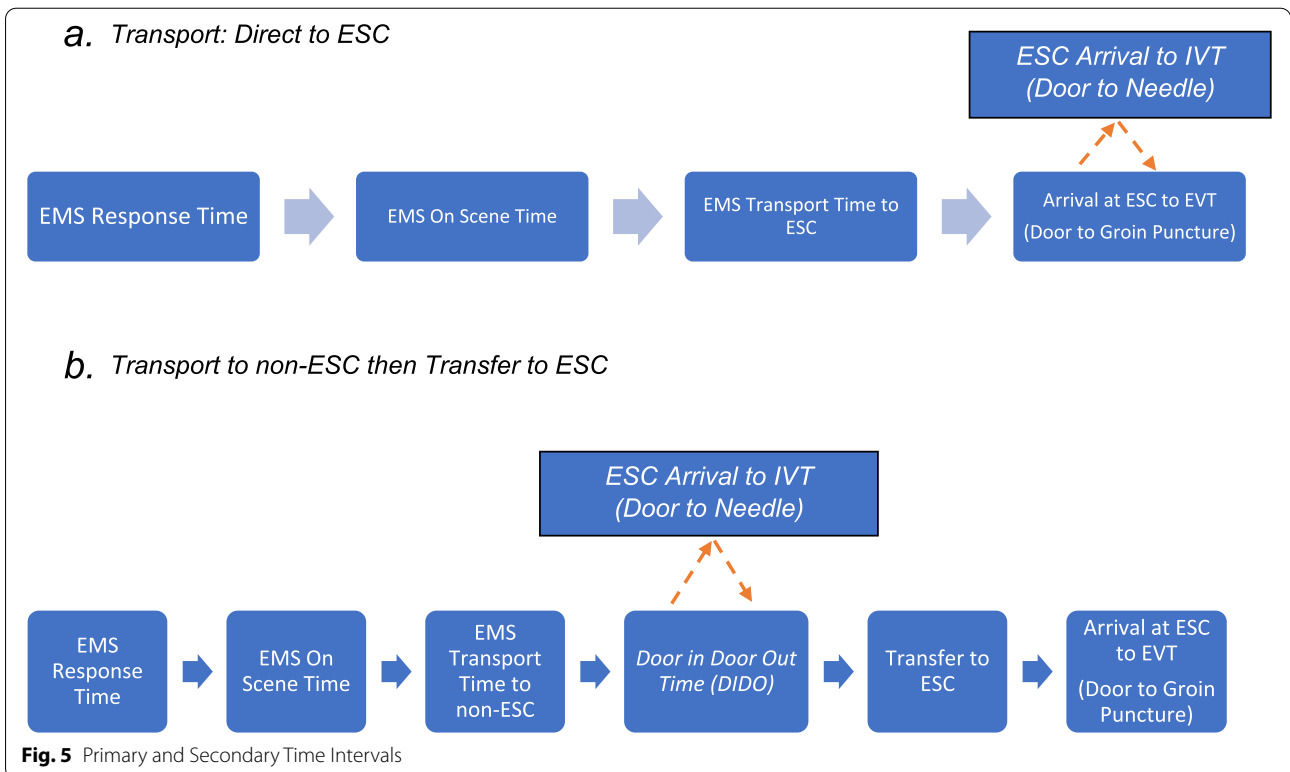 a. Transport: Direct to ESC
ESC Arrival to IVT
(Door to Needle)
EMS Response Time
EMS On Scene Time
EMS Transport Time to
ESC
Arrival at ESC to EVT
(Door to Groin Puncture)
b. Transport to non-ESC then Transfer to ESC
ESC Arrival to IVT
(Door to Needle)
EMS
Response
Time
EMS On
Scene Time
EMS
Transport
Time to
non-ESC
Door in Door Out
Time (DIDO)
Transfer to
ESC
Arrival at ESC
to EVT
(Door to Groin
Puncture)
Fig. 5 Primary and Secondary Time Intervals